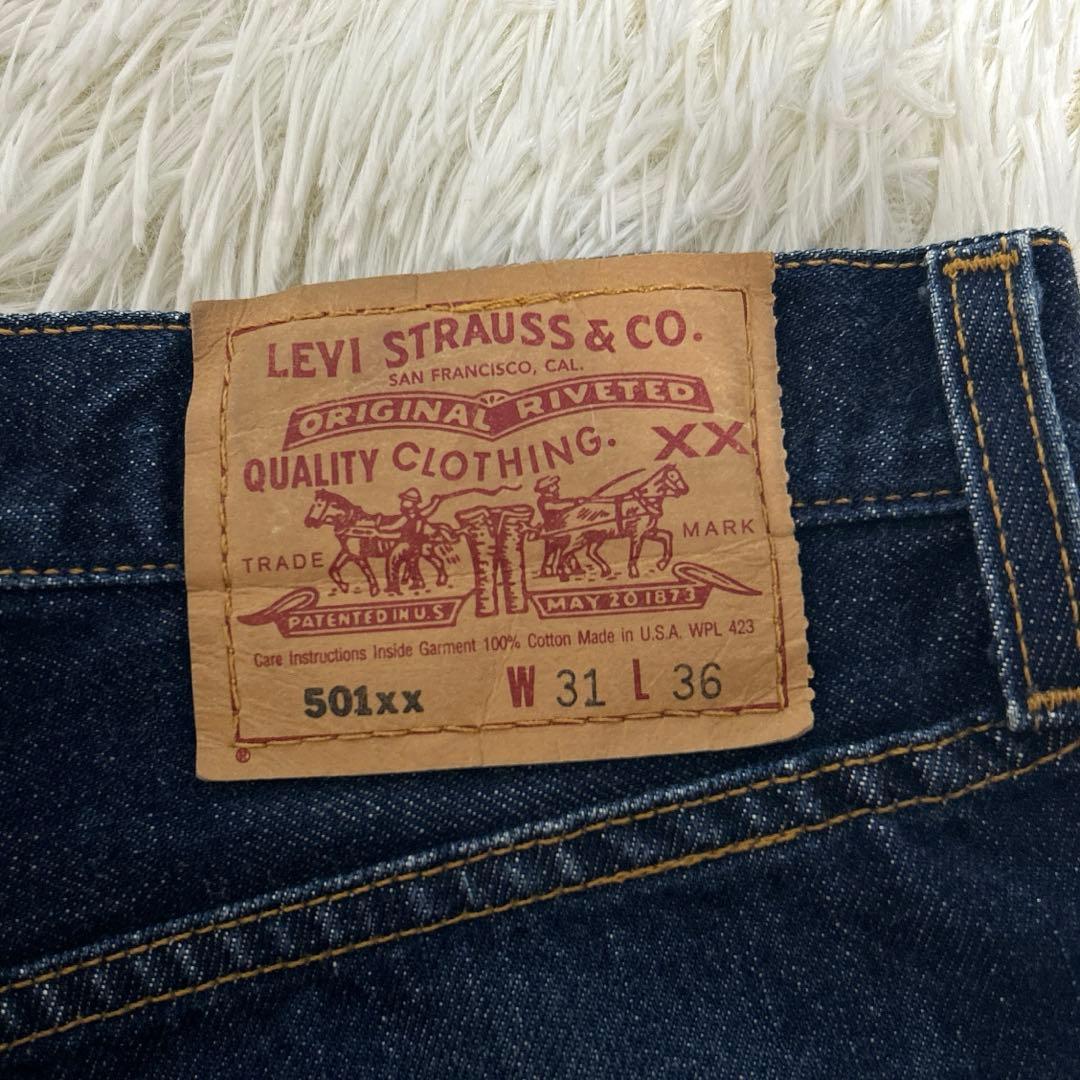 LEVI STRAUSS & CO.
SAN FRANCISCO, CAL.
ORIGINAL RIVETED
QUALITY CLOTHING. XX
TRADE MARK
PATENTED IN U.S MAY 20 1873
Care Instructions Inside Garment 100% Cotton Made in U.S.A. WPL 423
501xx W 31 L 36
®